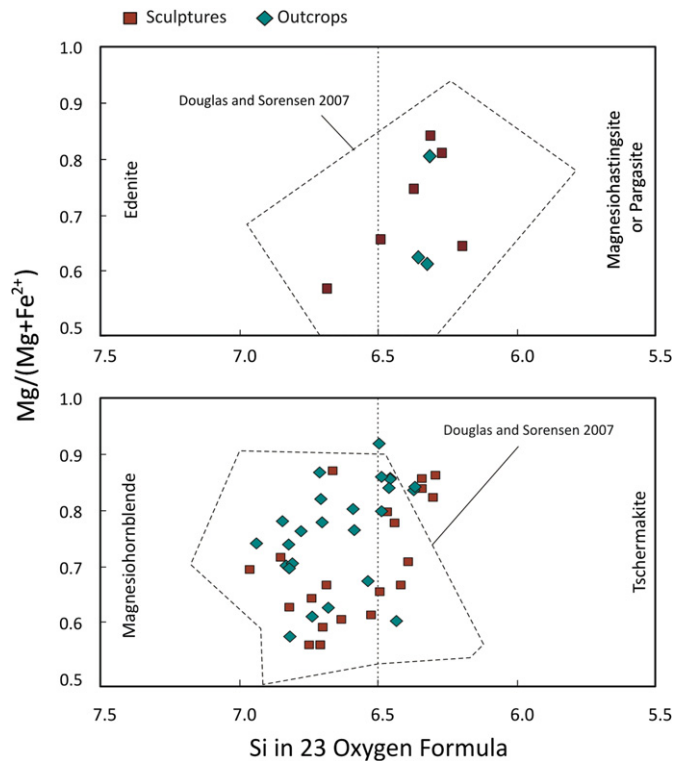 Sculptures Outcrops
1.0
Douglas and Sorensen 2007
0.9
0.8
0.7
0.6
0.5
Edenite
Magnesiohastingsite
or Pargasite
7.5 7.0 6.5 6.0 5.5
Mg/(Mg+Fe²⁺)
1.0
Douglas and Sorensen 2007
0.9
0.8
0.7
0.6
0.5
Magnesiohornblende
Tschermakite
7.5 7.0 6.5 6.0 5.5
Si in 23 Oxygen Formula